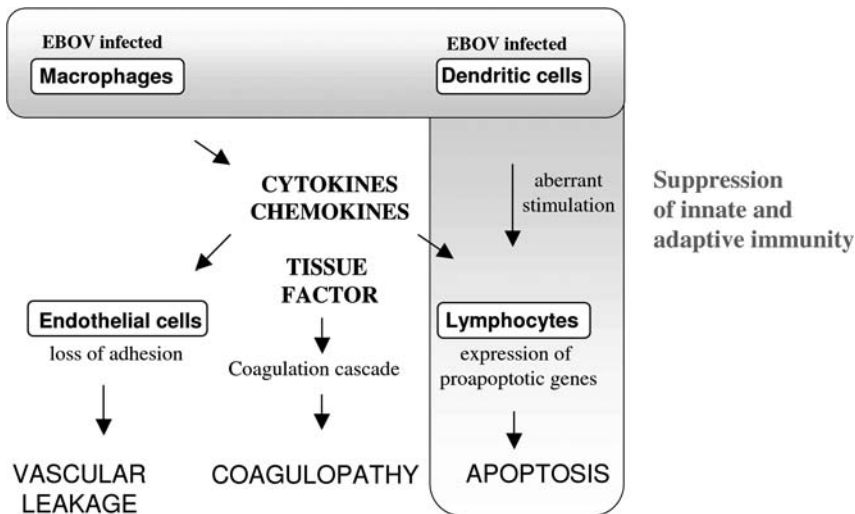 EBOV infected
Macrophages
EBOV infected
Dendritic cells
CYTOKINES
CHEMOKINES
aberrant
stimulation
Suppression
of innate and
adaptive immunity
TISSUE
FACTOR
Endothelial cells
loss of adhesion
Coagulation cascade
Lymphocytes
expression of
proapoptotic genes
VASCULAR
LEAKAGE
COAGULOPATHY
APOPTOSIS